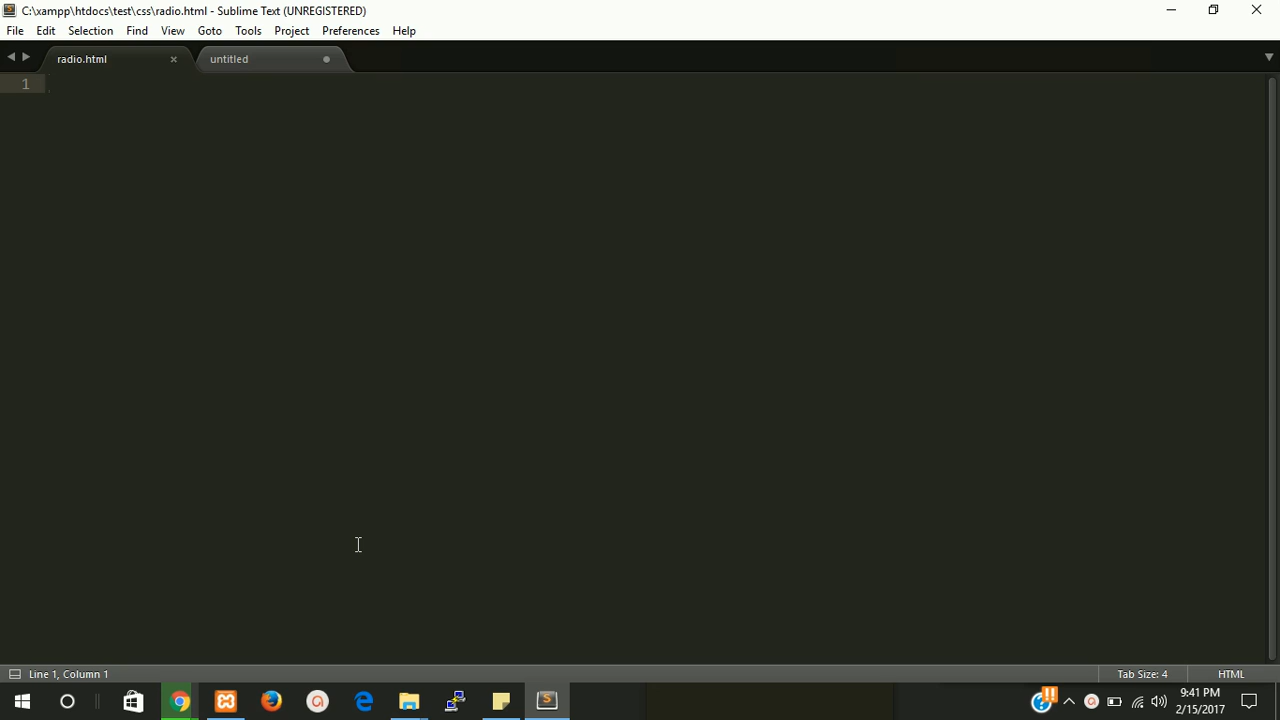 C:\xampp\htdocs\test\css\radio.html - Sublime Text (UNREGISTERED)
File Edit Selection Find View Goto Tools Project Preferences Help
radio.html × untitled
1
Line 1, Column 1 Tab Size: 4 HTML
9:41 PM
2/15/2017